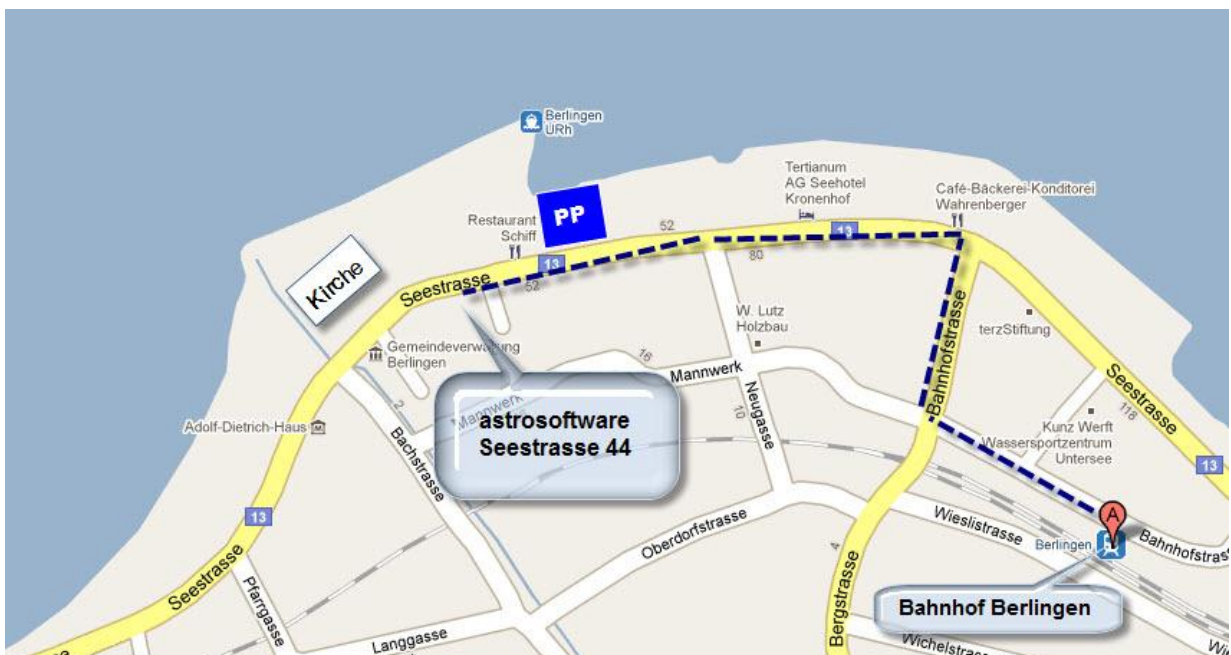 Berlingen
URh
PP
Tertianum
AG Seehotel
Kronenhof
Café-Bäckerei-Konditorei
Wahrenberger
Restaurant
Schiff
52
13
13
80
52
Kirche
Seestrasse
Gemeindeverwaltung
Berlingen
16
Mannwerk
W. Lutz
Holzbau
terzStiftung
Bahnhofstrasse
Seestrasse
118
Adolf-Dietrich-Haus
2
Mannwerk
astrosoftware
Seestrasse 44
10
Neugasse
Kunz Werft
Wassersportzentrum
Untersee
13
Bachstrasse
13
A
Wieslistrasse
Oberdorfstrasse
Berlingen
Bahnhofstrass
4
Seestrasse
Pfarrgasse
Bergstrasse
Bahnhof Berlingen
Langgasse
Wichelstrasse